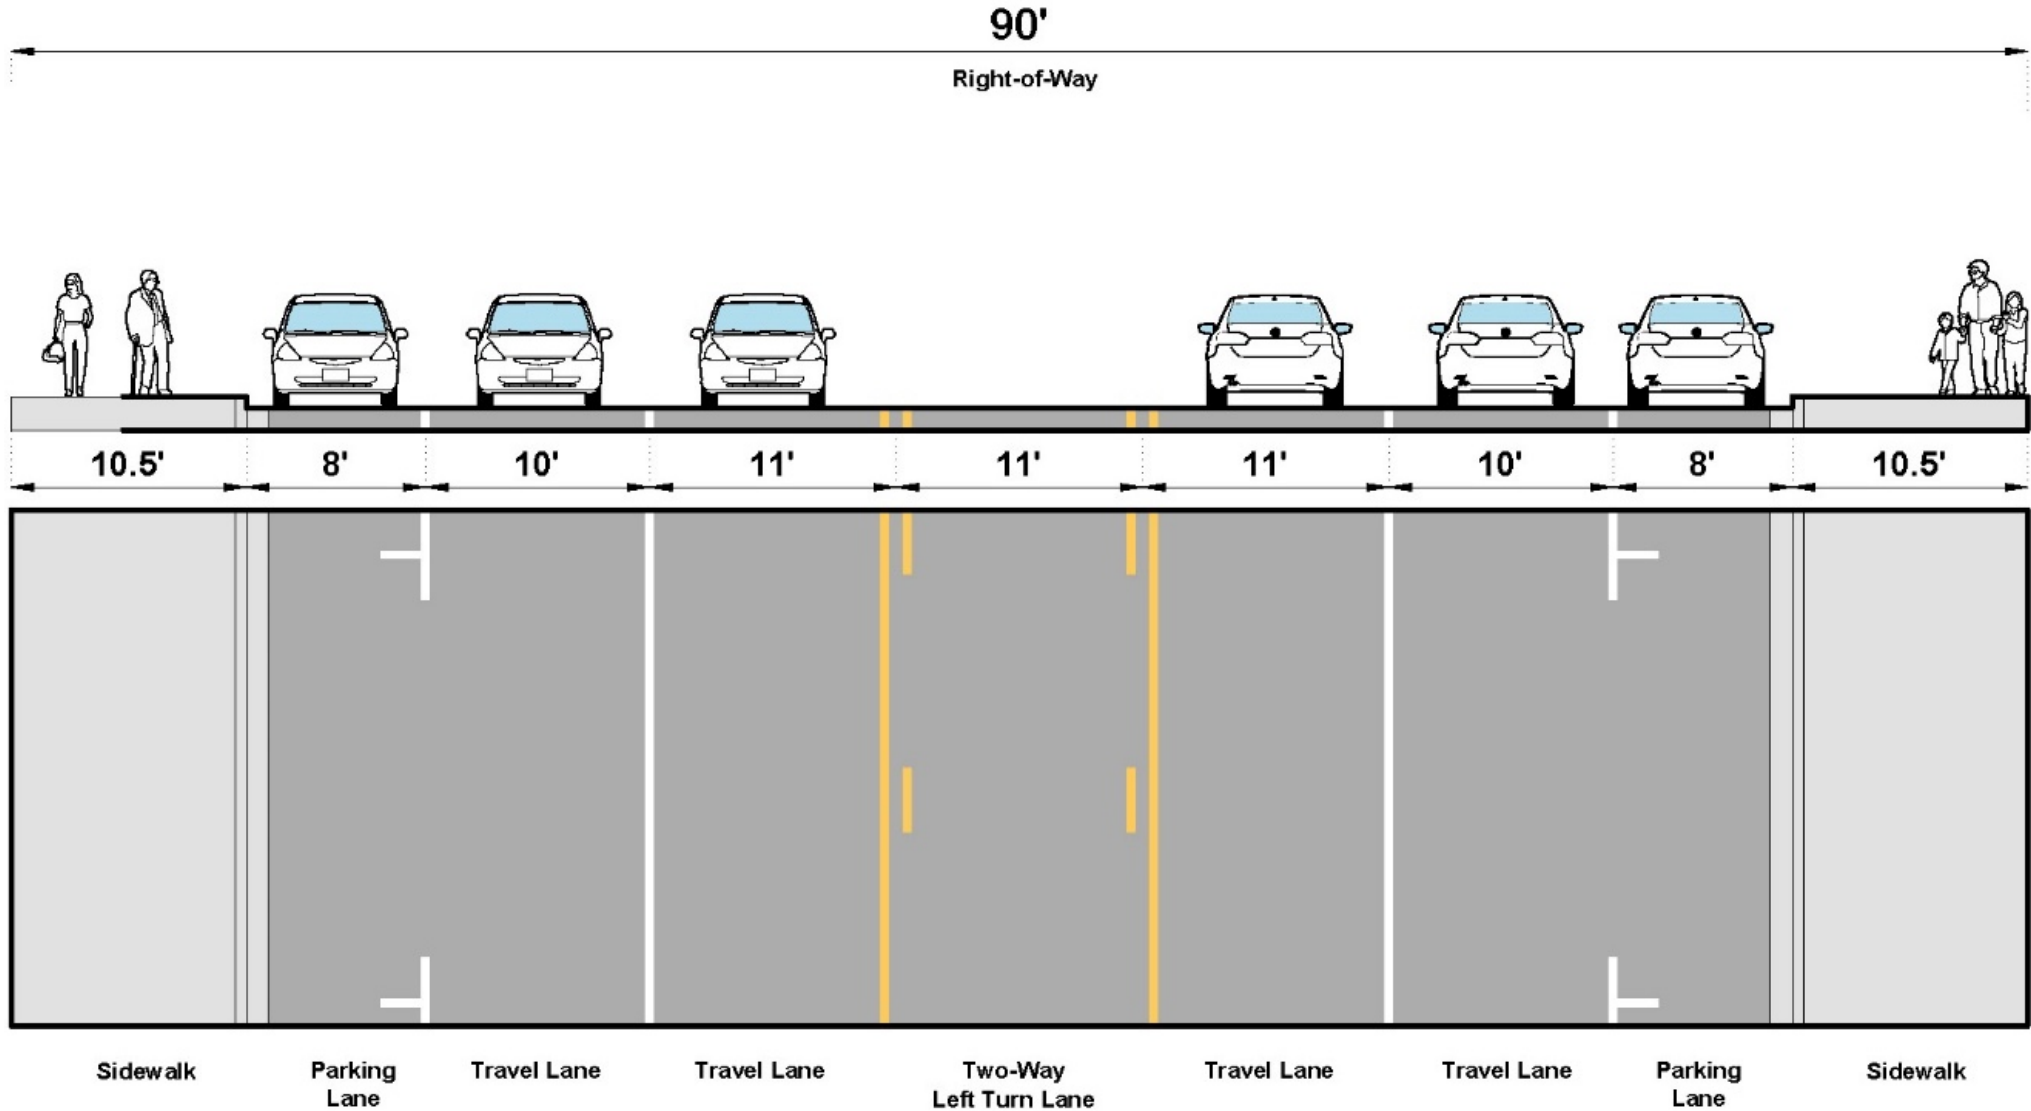 90'
Right-of-Way
10.5' 8' 10' 11' 11' 11' 10' 8' 10.5'
Sidewalk Parking Travel Lane Travel Lane Two-Way Travel Lane Travel Lane Parking Sidewalk
Lane Left Turn Lane Lane